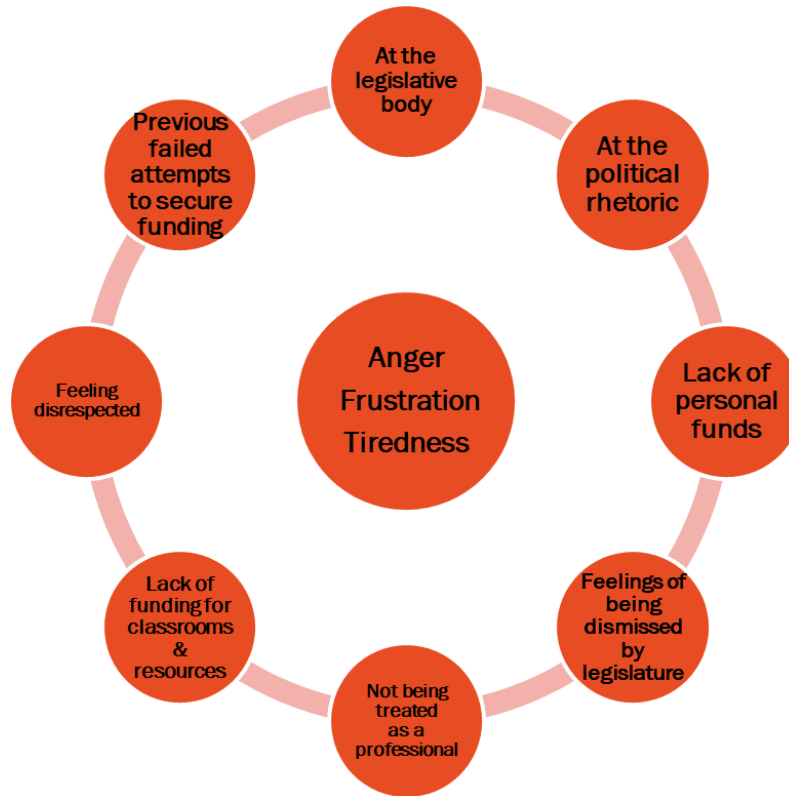 At the
legislative
body
At the
political
rhetoric
Lack of
personal
funds
Feelings of
being
dismissed
by
legislature
Not being
treated
as a
professional
Lack of
funding for
classrooms
&
resources
Feeling
disrespected
Previous
failed
attempts
to secure
funding
Anger
Frustration
Tiredness